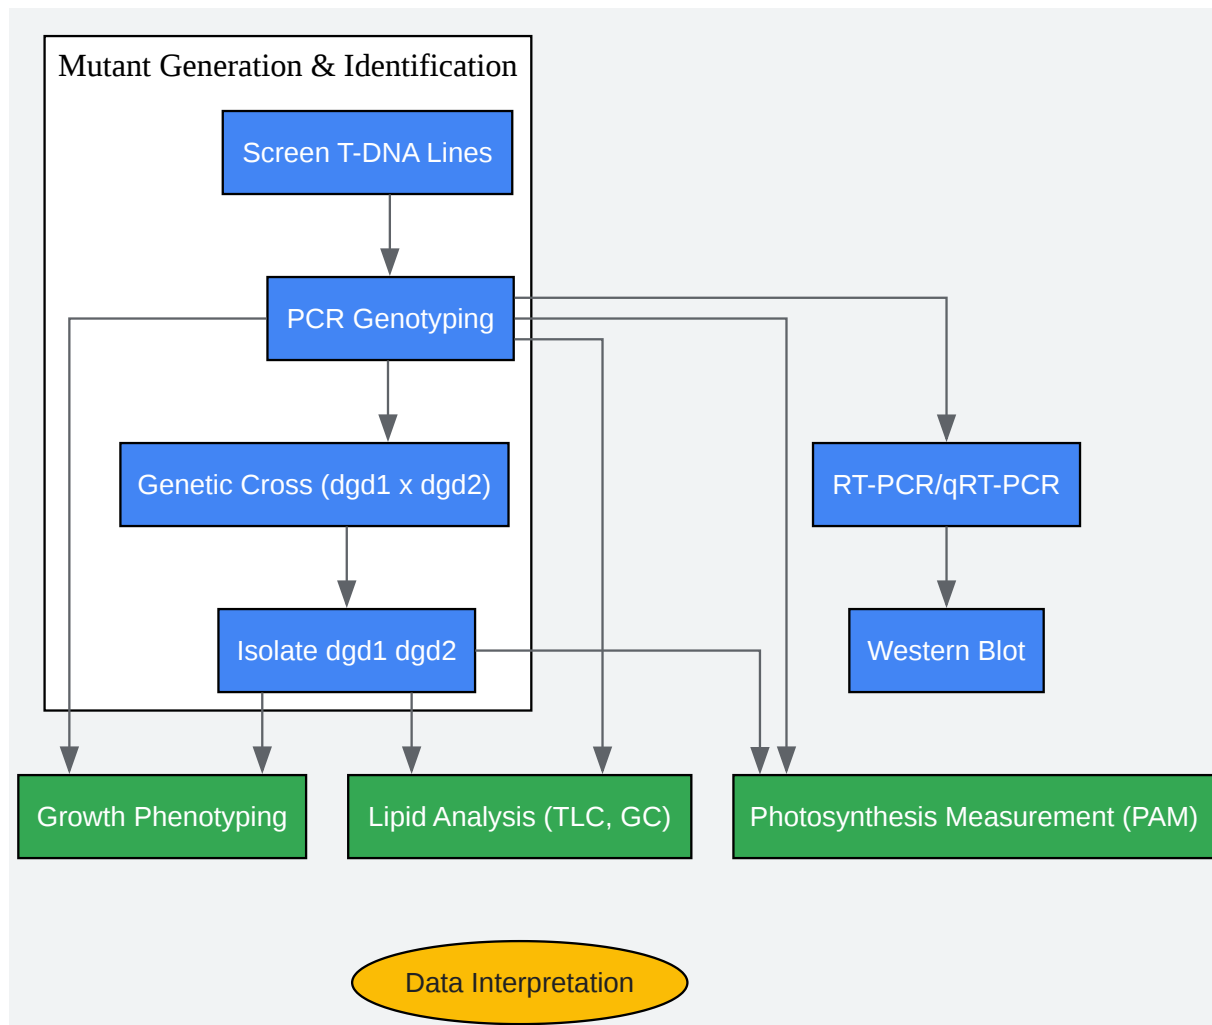 Mutant Generation & Identification
Screen T-DNA Lines
PCR Genotyping
Genetic Cross (dgd1 x dgd2)
RT-PCR/qRT-PCR
Isolate dgd1 dgd2
Western Blot
Growth Phenotyping
Lipid Analysis (TLC, GC)
Photosynthesis Measurement (PAM)
Data Interpretation